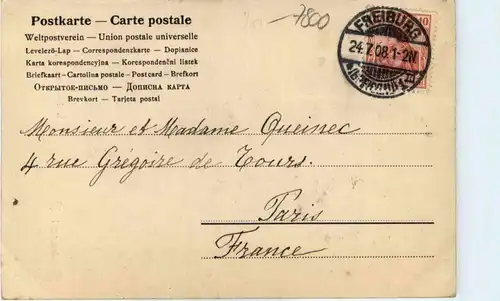 Postkarte — Carte postale
Weltpostverein — Union postale universelle
Levelező-Lap — Correspondenzkarte — Dopisnice
Karta korespondencyjna — Korespondenční listek
Briefkaart — Cartolina postale — Postcard — Brefkort
Открытое-письмо — Дописна карта
Brevkort — Tarjeta postal
7800
FREIBURG
24.7.08.1-2N
10
Monsieur et Madame Queinec
4 rue Grégoire de Tours.
Paris
France